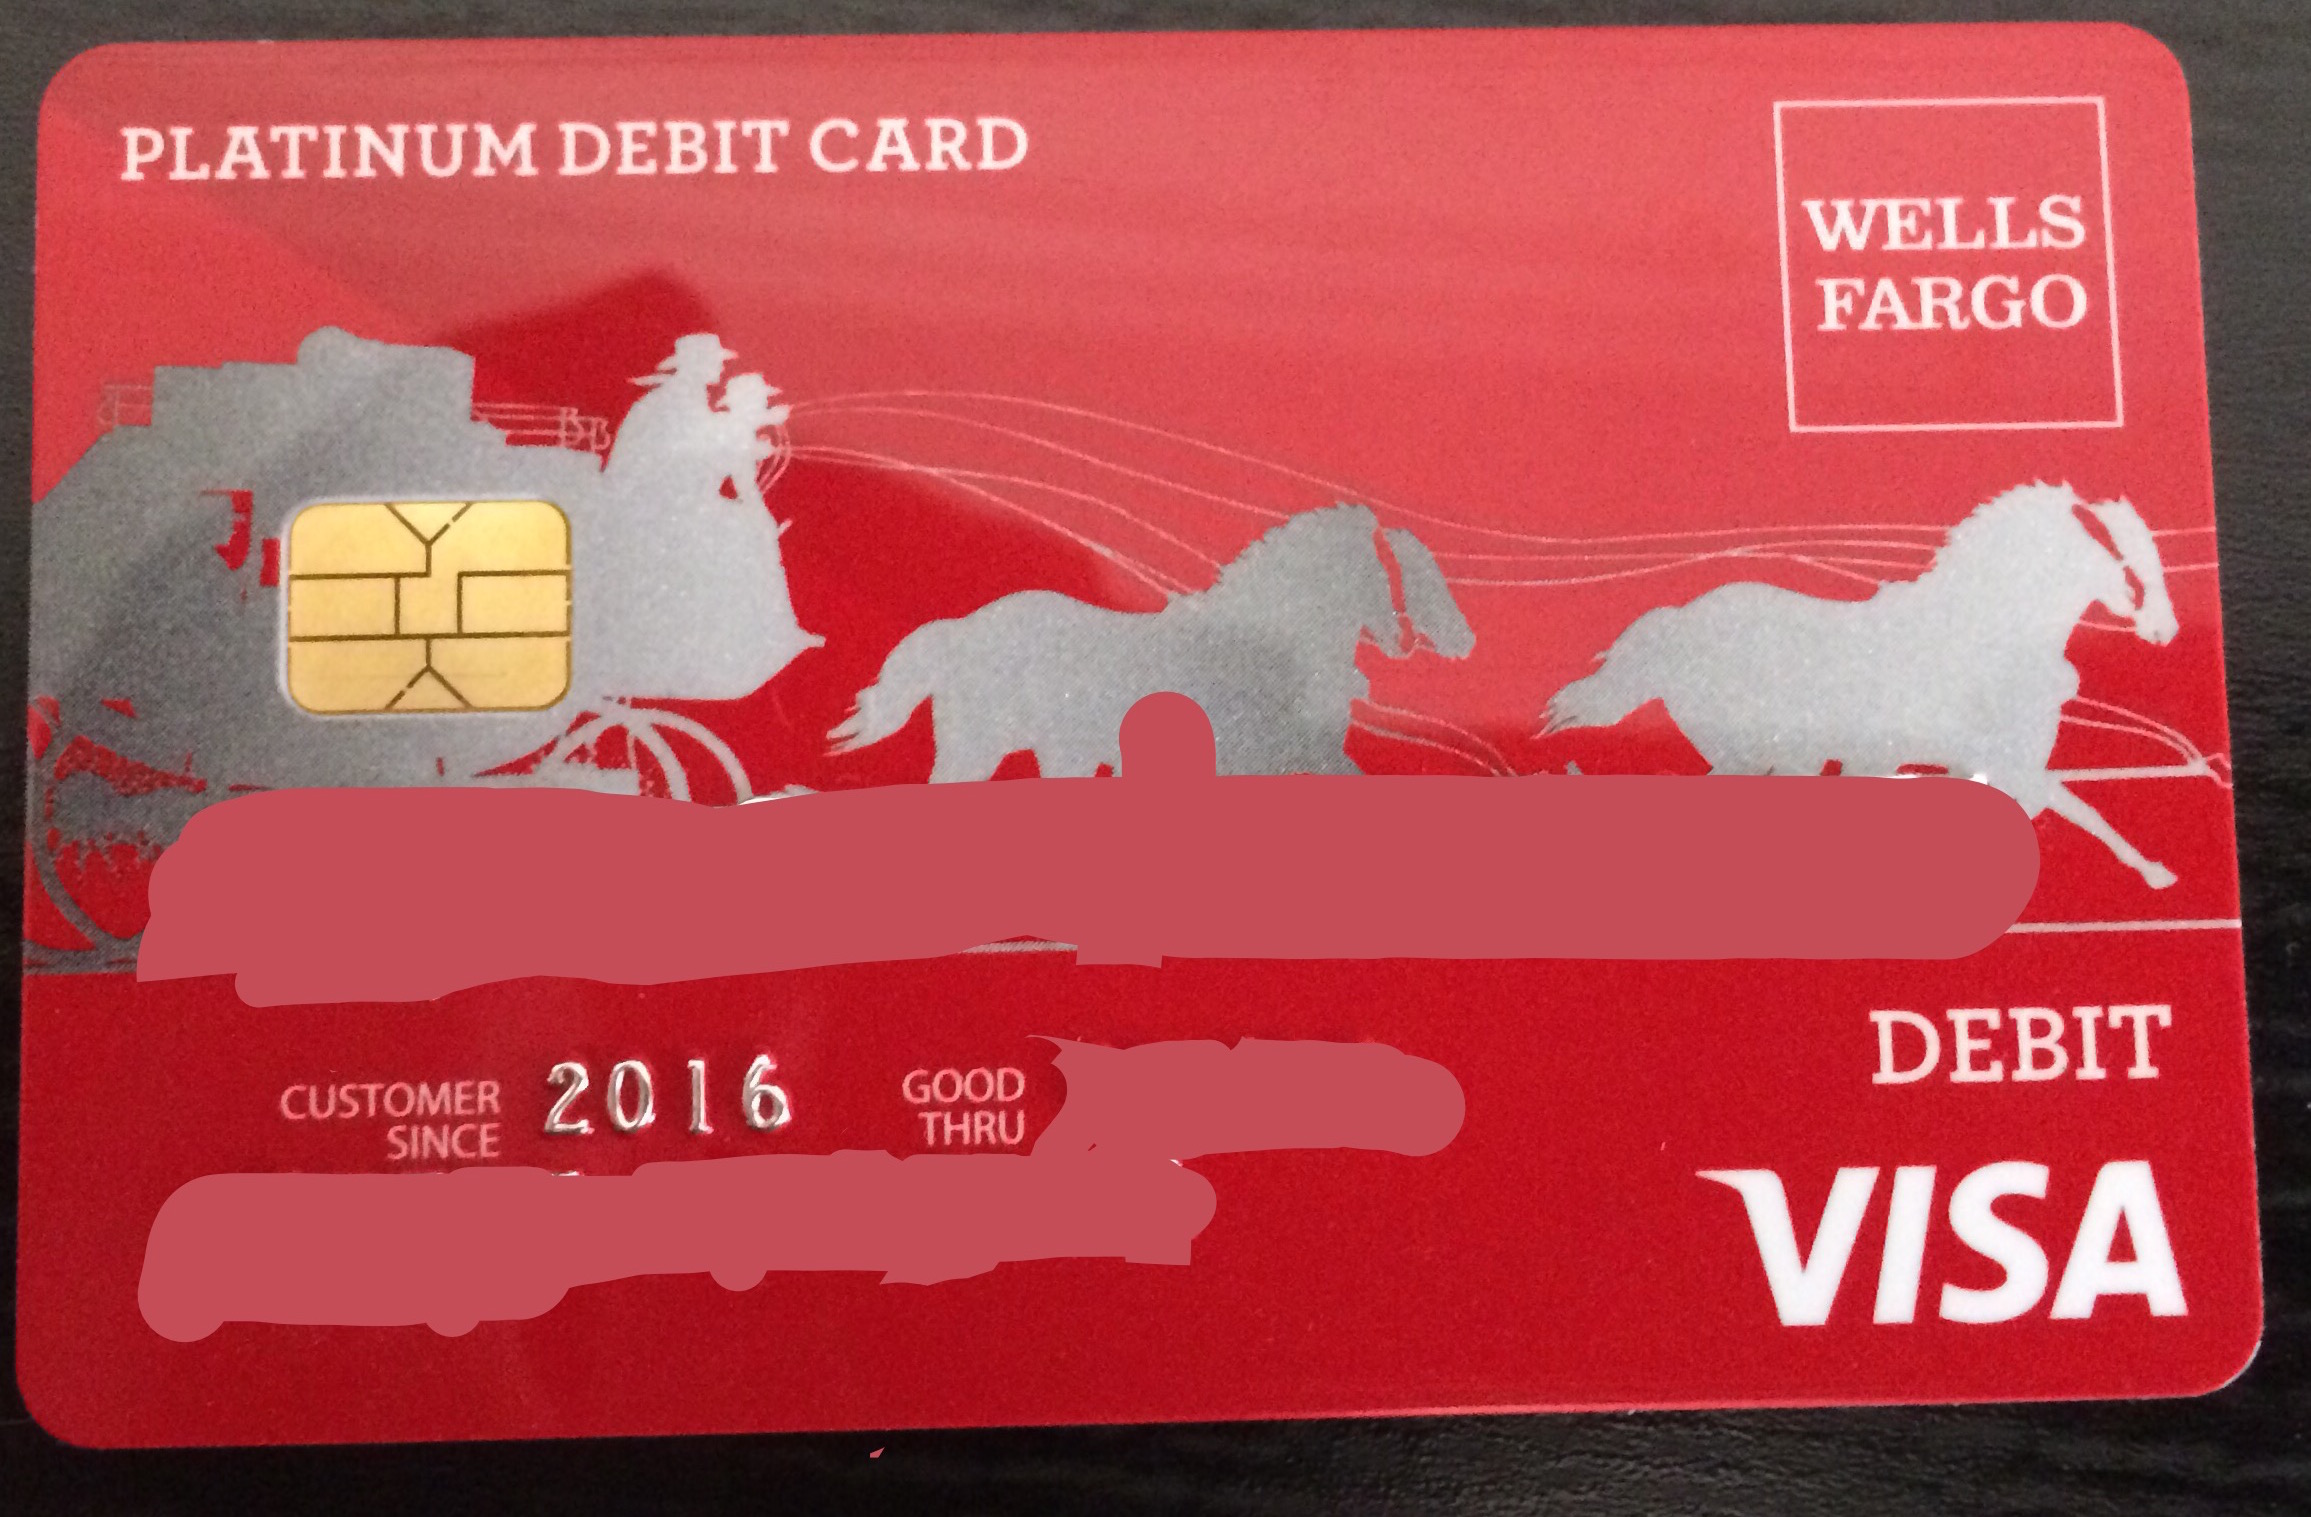 PLATINUM DEBIT CARD
WELLS
FARGO
CUSTOMER
SINCE
2016
GOOD
THRU
DEBIT
VISA